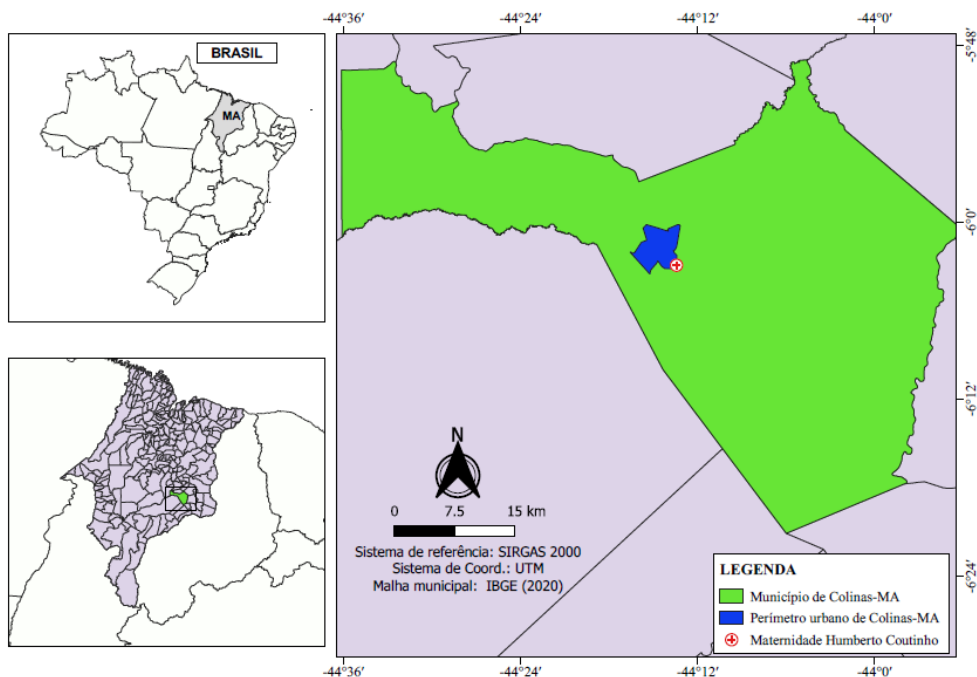 BRASIL
MA
-44°36′ -44°24′ -44°12′ -44°0′
-5°48′
-6°0′
-6°12′
-6°24′
N
0 7.5 15 km
Sistema de referência: SIRGAS 2000
Sistema de Coord.: UTM
Malha municipal: IBGE (2020)
LEGENDA
Município de Colinas-MA
Perímetro urbano de Colinas-MA
Maternidade Humberto Coutinho
-44°36′ -44°24′ -44°12′ -44°0′